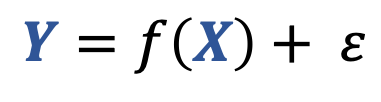 Y = f(X) + ε